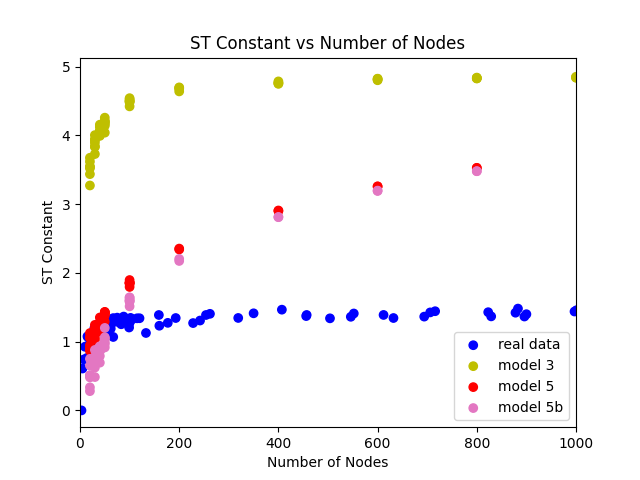 ST Constant vs Number of Nodes
5
4
3
2
1
0
ST Constant
real data
model 3
model 5
model 5b
0 200 400 600 800 1000
Number of Nodes